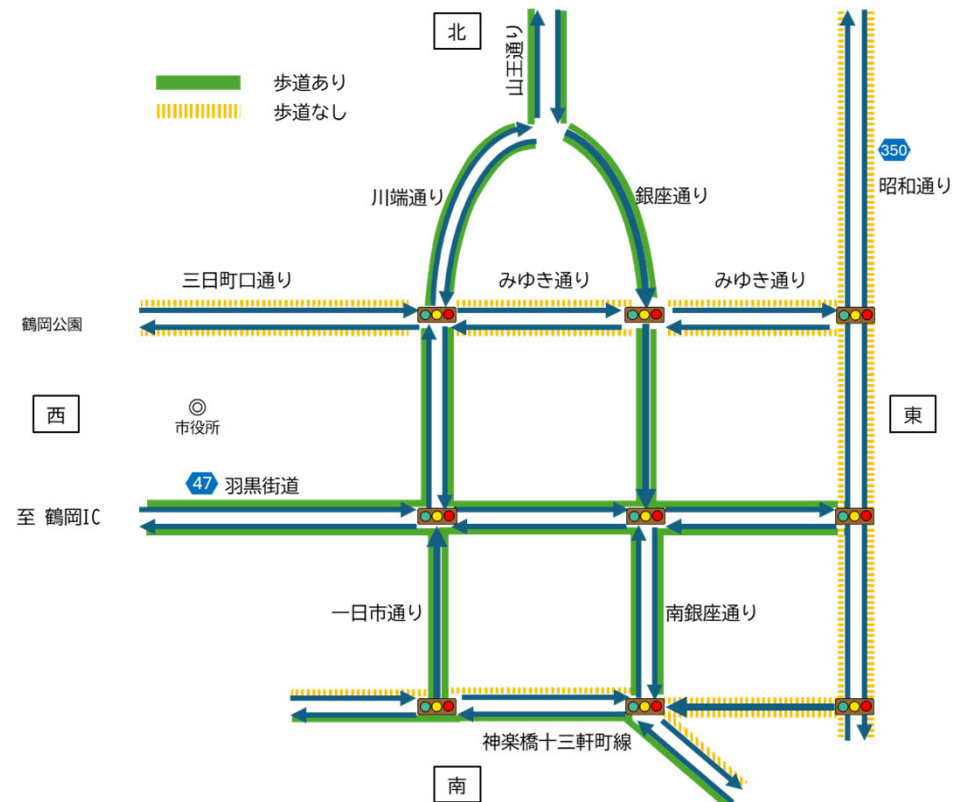 北
山王通り
歩道あり
歩道なし
350
昭和通り
川端通り
銀座通り
三日町口通り
みゆき通り
みゆき通り
鶴岡公園
西
市役所
東
47 羽黒街道
至 鶴岡IC
一日市通り
南銀座通り
神楽橋十三軒町線
南